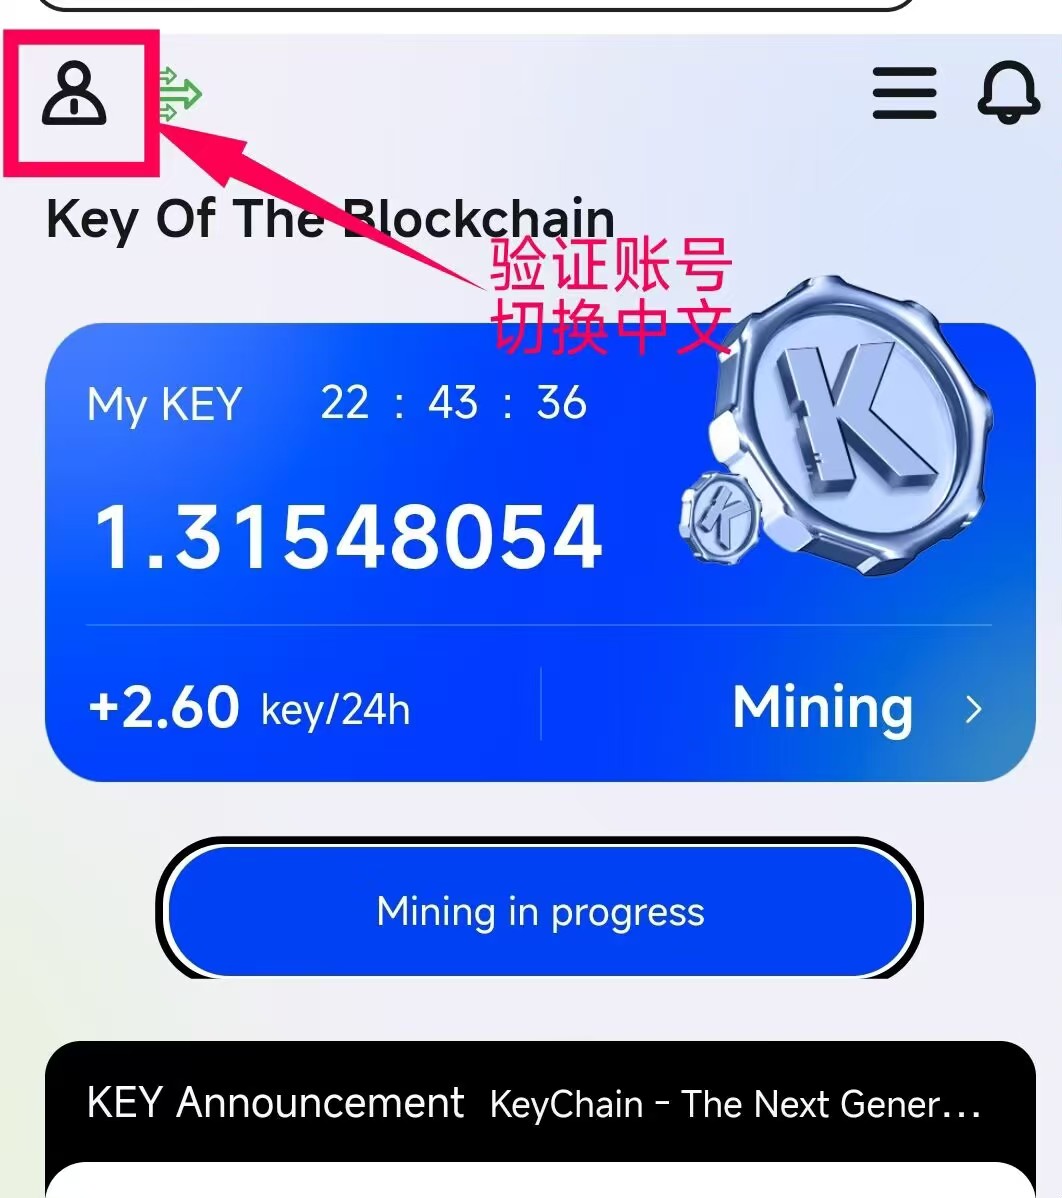 Key Of The Blockchain
验证账号
切换中文
My KEY 22 : 43 : 36
1.31548054
+2.60 key/24h Mining
Mining in progress
KEY Announcement KeyChain - The Next Gener...